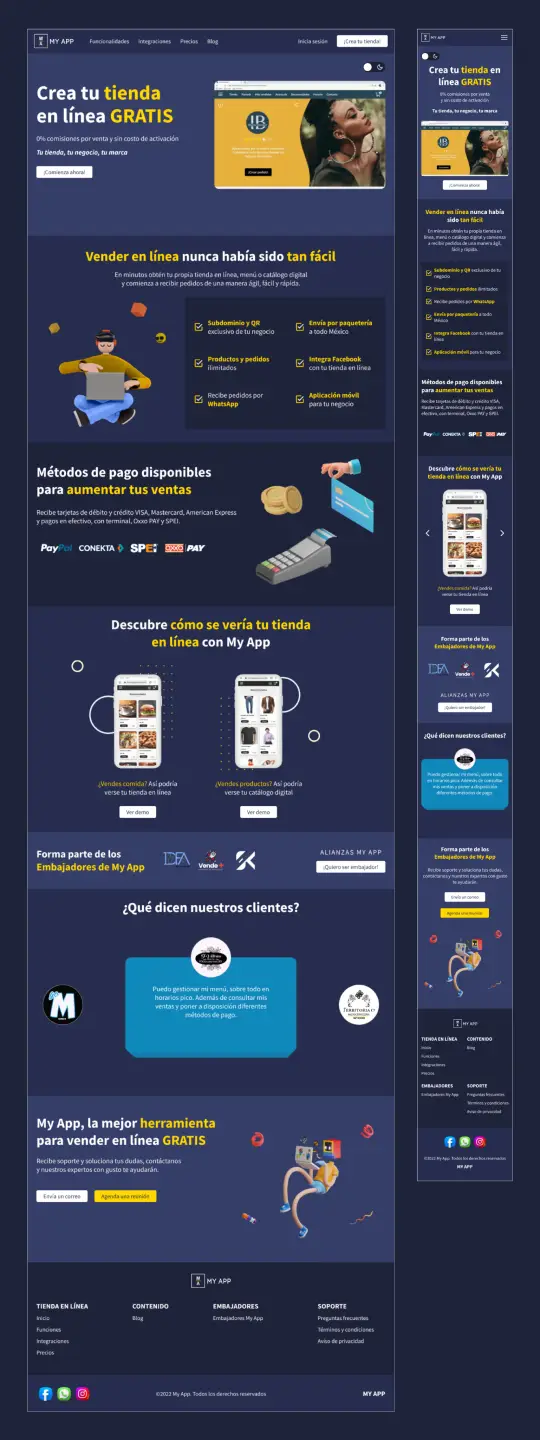 MY APP
Funcionalidades
Integraciones
Precios
Blog
Inicia sesión
¡Crea tu tienda!
Crea tu tienda
en línea GRATIS
0% comisiones por venta y sin costo de activación
Tu tienda, tu negocio, tu marca
¡Comienza ahora!
Vender en línea nunca había sido tan fácil
En minutos obtén tu propia tienda en línea, menú o catálogo digital
y comienza a recibir pedidos de una manera ágil, fácil y rápida.
Subdominio y QR
exclusivo de tu negocio
Envía por paquetería
a todo México
Productos y pedidos
ilimitados
Integra Facebook
con tu tienda en línea
Recibe pedidos por
WhatsApp
Aplicación móvil
para tu negocio
Métodos de pago disponibles
para aumentar tus ventas
Recibe tarjetas de débito y crédito VISA, Mastercard, American Express
y pagos en efectivo, con terminal, Oxxo PAY y SPEI.
PayPal CONEKTA SPEI OXXO PAY
Descubre cómo se vería tu tienda
en línea con My App
¿Vendes comida? Así podría
verse tu tienda en línea
Ver demo
¿Vendes productos? Así podría
verse tu catálogo digital
Ver demo
Forma parte de los
Embajadores de My App
DFA
Vende+
SK
ALIANZAS MY APP
¡Quiero ser embajador!
¿Qué dicen nuestros clientes?
Puedo gestionar mi menú, sobre todo en
horarios pico. Además de consultar mis
ventas y poner a disposición diferentes
métodos de pago.
My App, la mejor herramienta
para vender en línea GRATIS
Recibe soporte y soluciona tus dudas, contáctanos
y nuestros expertos con gusto te ayudarán.
Envía un correo
Agenda una reunión
MY APP
TIENDA EN LÍNEA
Inicio
Funciones
Integraciones
Precios
CONTENIDO
Blog
EMBAJADORES
Embajadores My App
SOPORTE
Preguntas frecuentes
Términos y condiciones
Aviso de privacidad
©2022 My App. Todos los derechos reservados
MY APP
MY APP
Crea tu tienda en
línea GRATIS
0% comisiones por venta
y sin costo de activación
Tu tienda, tu negocio, tu marca
¡Comienza ahora!
Vender en línea nunca había
sido tan fácil
En minutos obtén tu propia tienda en
línea, menú o catálogo digital y comienza
a recibir pedidos de una manera ágil,
fácil y rápida.
Subdominio y QR exclusivo de tu
negocio
Productos y pedidos ilimitados
Recibe pedidos por WhatsApp
Envía por paquetería a todo
México
Integra Facebook con tu tienda en
línea
Aplicación móvil para tu negocio
Métodos de pago disponibles
para aumentar tus ventas
Recibe tarjetas de débito y crédito VISA,
Mastercard, American Express y pagos en
efectivo, con terminal, Oxxo PAY y SPEI.
PayPal CONEKTA SPEI OXXO PAY
Descubre cómo se vería tu
tienda en línea con My App
¿Vendes comida? Así podría
verse tu tienda en línea
Ver demo
Forma parte de los
Embajadores de My App
DFA
Vende+
SK
ALIANZAS MY APP
¡Quiero ser embajador!
¿Qué dicen nuestros clientes?
Puedo gestionar mi menú, sobre todo
en horarios pico. Además de consultar
mis ventas y poner a disposición
diferentes métodos de pago.
Forma parte de los
Embajadores de My App
Recibe soporte y soluciona tus dudas,
contáctanos y nuestros expertos con gusto
te ayudarán.
Envía un correo
Agenda una reunión
MY APP
TIENDA EN LÍNEA
Inicio
Funciones
Integraciones
Precios
CONTENIDO
Blog
EMBAJADORES
Embajadores My App
SOPORTE
Preguntas frecuentes
Términos y condiciones
Aviso de privacidad
©2022 My App. Todos los derechos reservados
MY APP